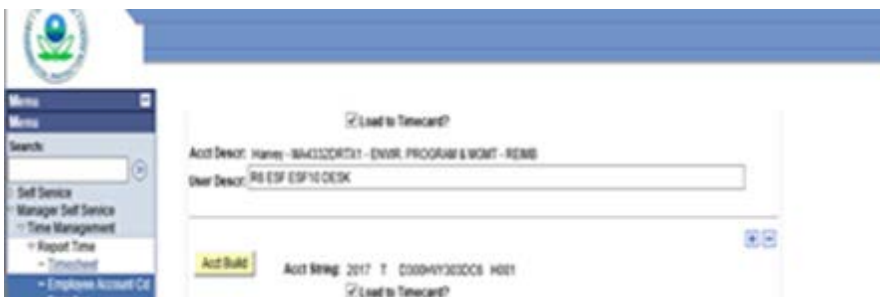 Menu
Menu
Search:
Self Service
Manager Self Service
Time Management
Report Time
Timesheet
Employee Account Cd
Load to Timecard?
Acct Descr: Harvey - - ENVIR. PROGRAM & MGMT - REIMB
User Descr: R6 ESF ESF10 DESK
Acct Build
Acct String: 2017 T H001
Load to Timecard?